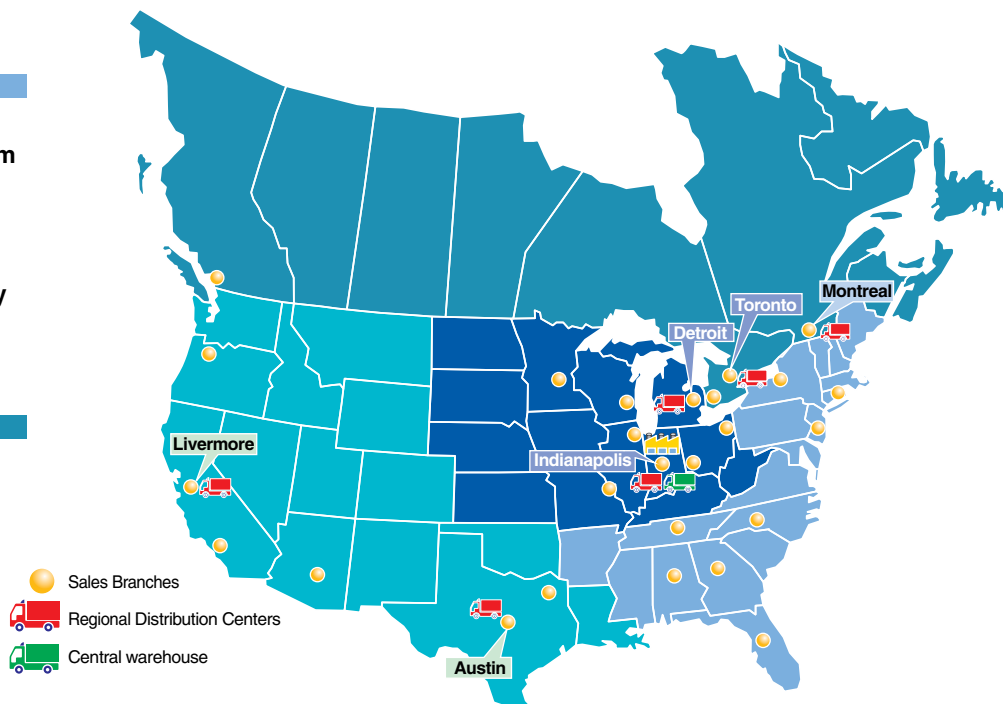 m
y
Montreal
Toronto
Detroit
Livermore
Indianapolis
Sales Branches
Regional Distribution Centers
Central warehouse
Austin